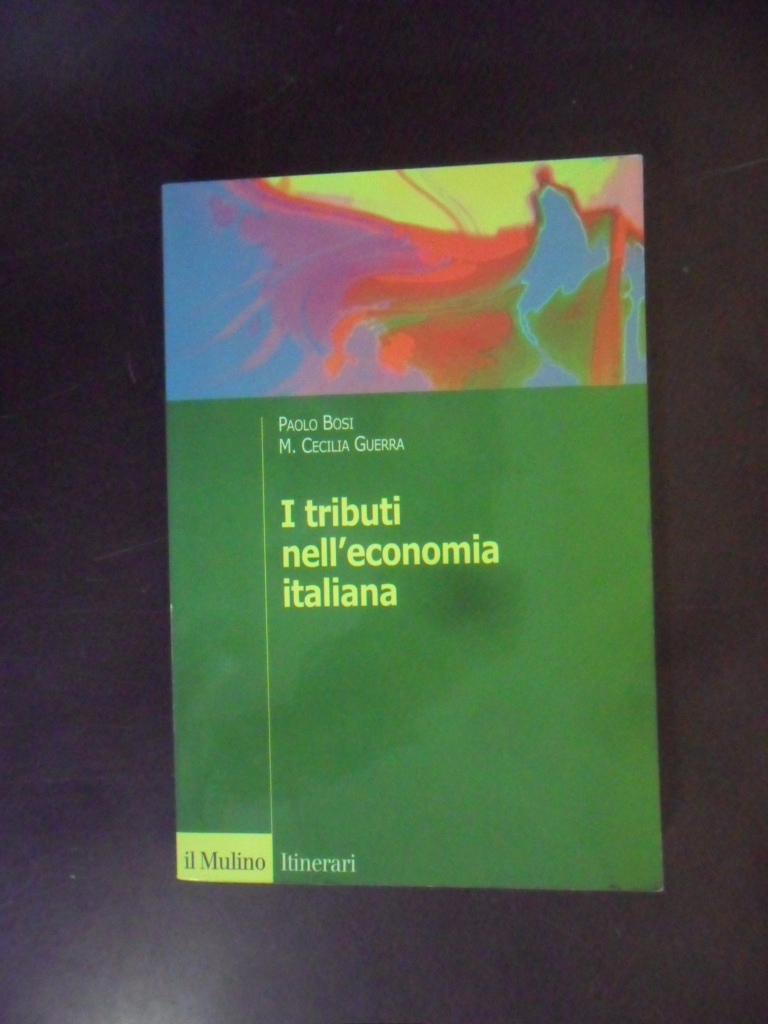 Paolo Bosi
M. Cecilia Guerra
I tributi
nell'economia
italiana
il Mulino
Itinerari